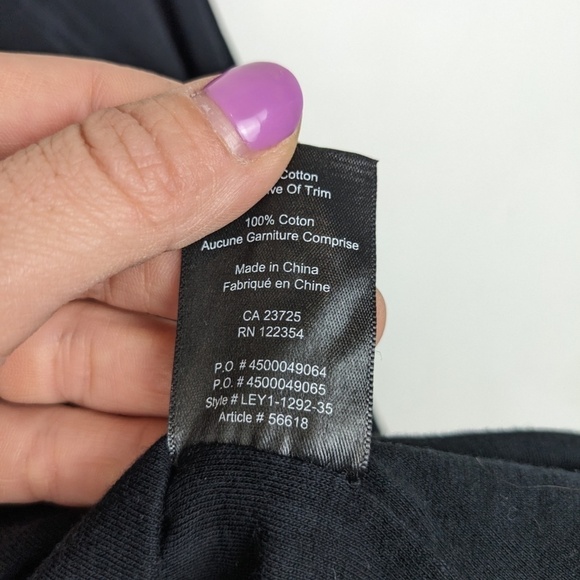 Cotton
Of Trim
100% Coton
Aucune Garniture Comprise
Made in China
Fabriqué en Chine
CA 23725
RN 122354
P.O. # 4500049064
P.O. # 4500049065
Style # LEY1-1292-35
Article # 56618